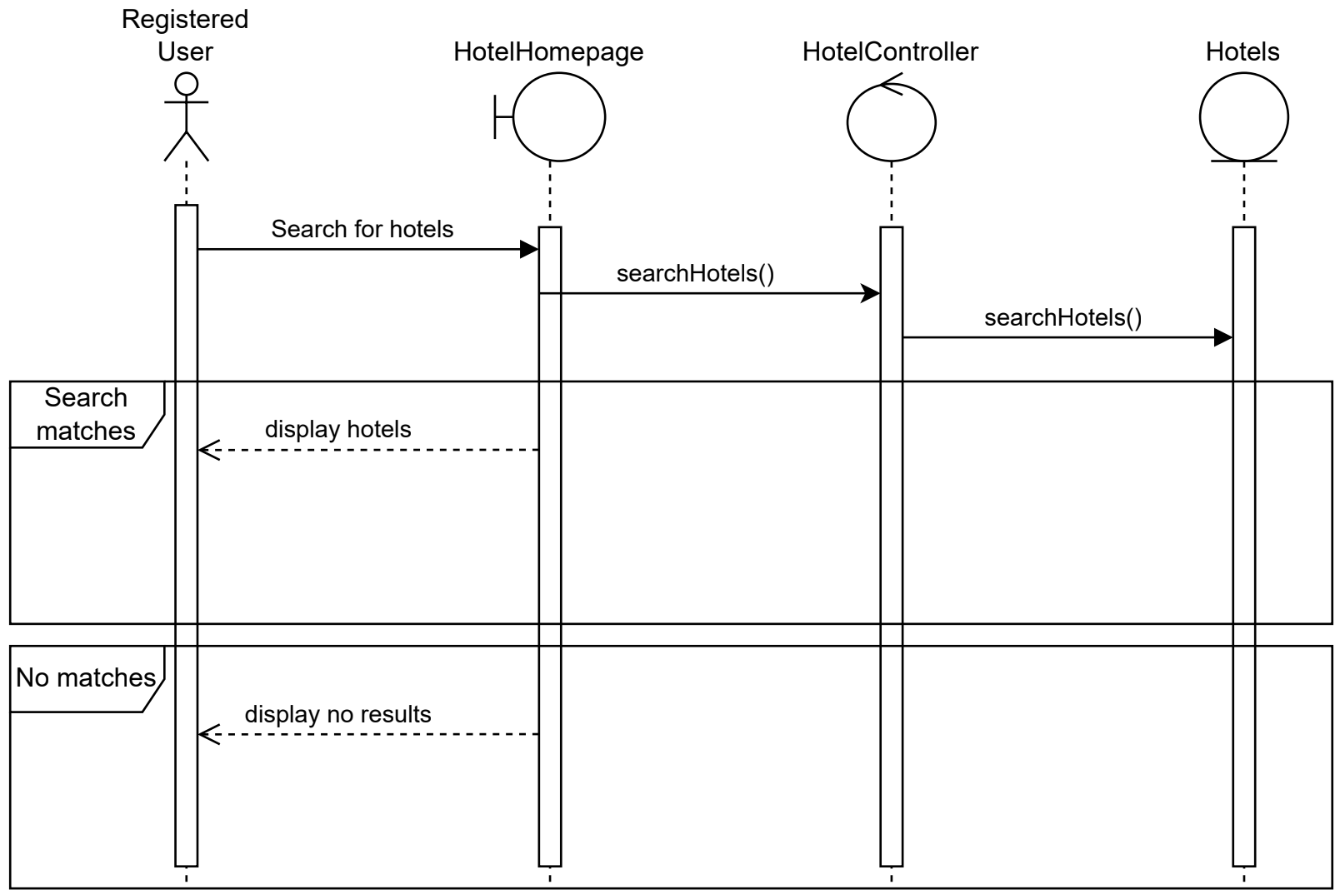 Registered
User
HotelHomepage
HotelController
Hotels
Search for hotels
searchHotels()
searchHotels()
Search
matches
display hotels
No matches
display no results